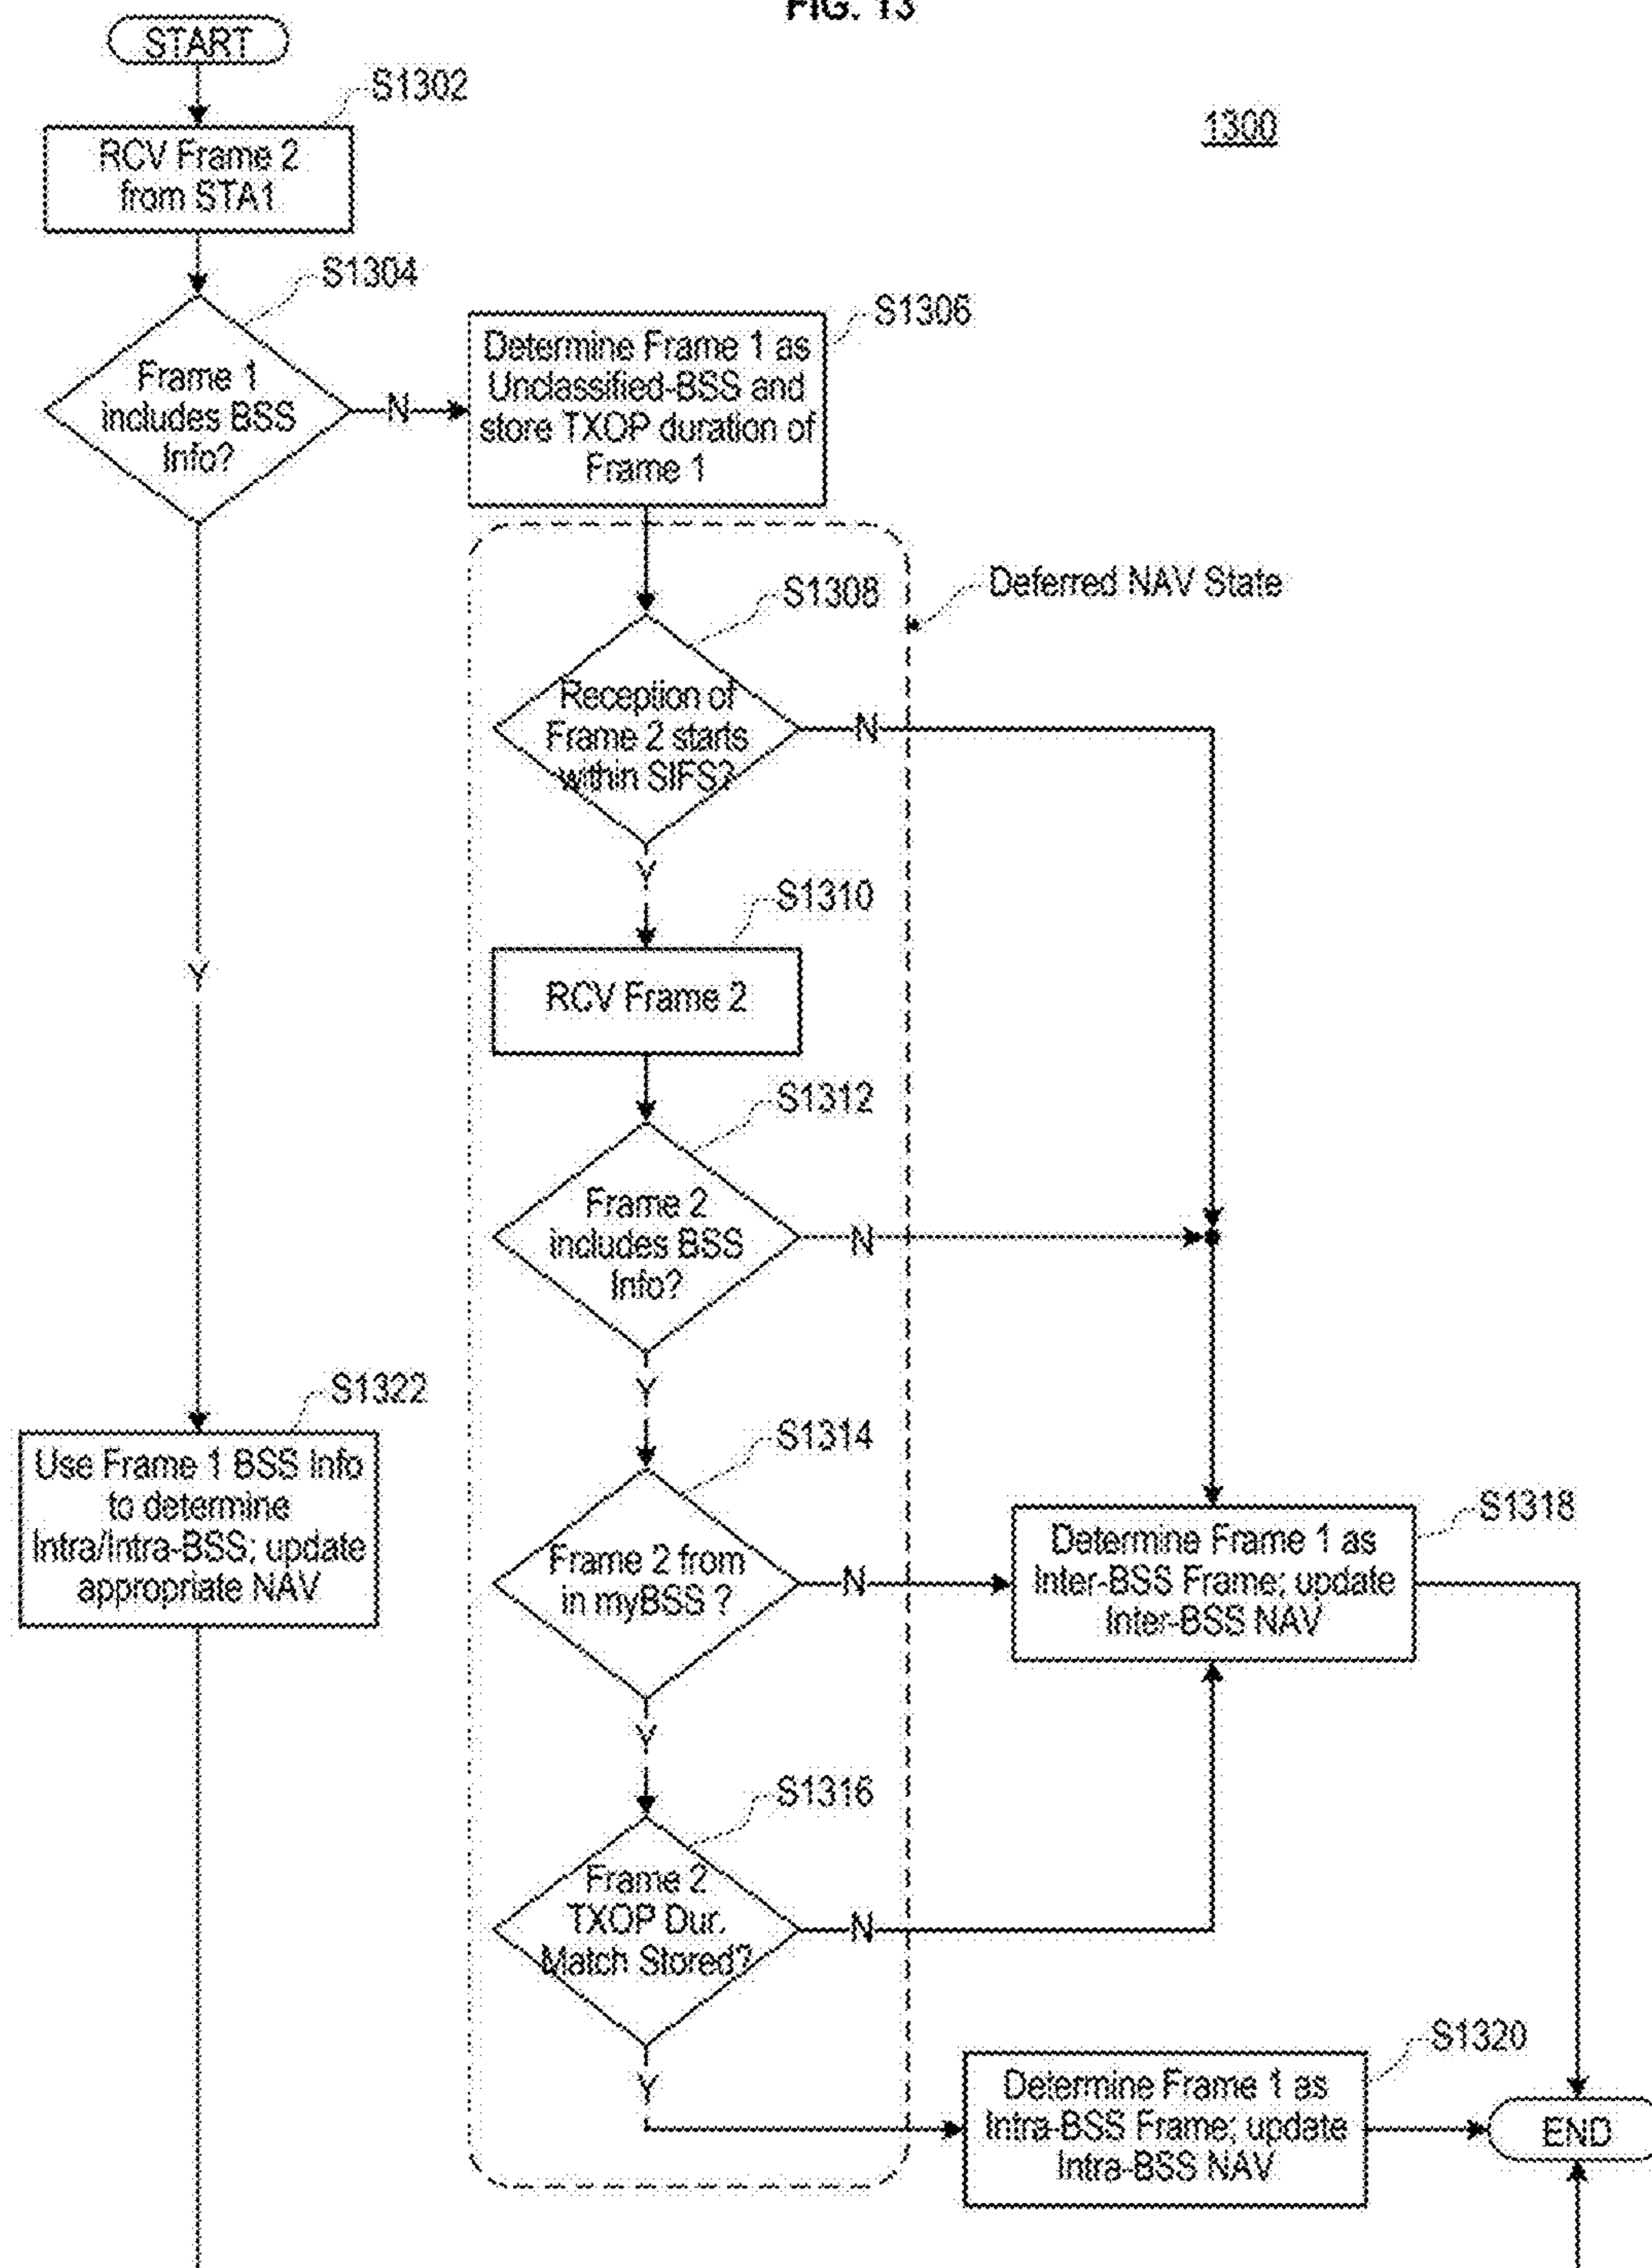 FIG. 13
START
S1302
1300
RCV Frame 2
from STA1
S1304
Frame 1
includes BSS
Info?
N
S1306
Determine Frame 1 as
Unclassified-BSS and
store TXOP duration of
Frame 1
Deferred NAV State
S1308
Reception of
Frame 2 starts
within SIFS?
N
Y
S1310
Y
RCV Frame 2
S1312
Frame 2
includes BSS
Info?
N
Y
S1322
Use Frame 1 BSS Info
to determine
Intra/Intra-BSS; update
appropriate NAV
S1314
Frame 2 from
in myBSS ?
N
S1318
Determine Frame 1 as
Inter-BSS Frame; update
Inter-BSS NAV
Y
S1316
Frame 2
TXOP Dur.
Match Stored?
N
Y
S1320
Determine Frame 1 as
Intra-BSS Frame; update
Intra-BSS NAV
END